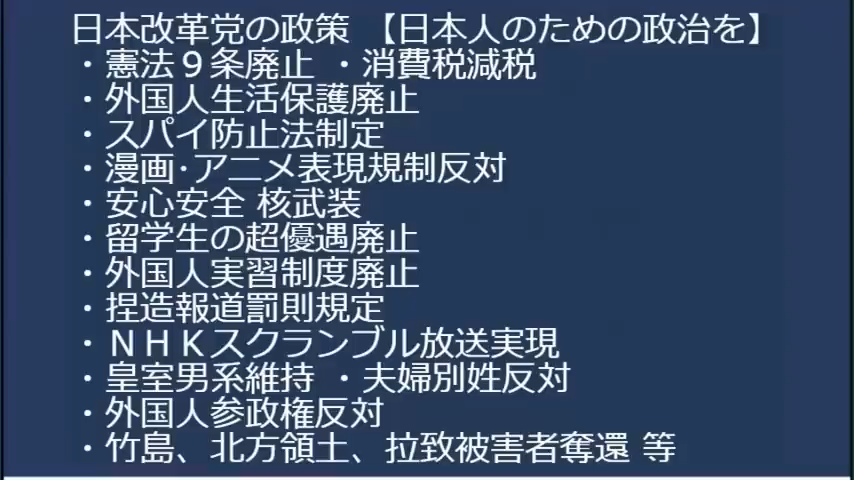 日本改革党の政策 【日本人のための政治を】
・憲法９条廃止 ・消費税減税
・外国人生活保護廃止
・スパイ防止法制定
・漫画･アニメ表現規制反対
・安心安全 核武装
・留学生の超優遇廃止
・外国人実習制度廃止
・捏造報道罰則規定
・ＮＨＫスクランブル放送実現
・皇室男系維持 ・夫婦別姓反対
・外国人参政権反対
・竹島、北方領土、拉致被害者奪還 等